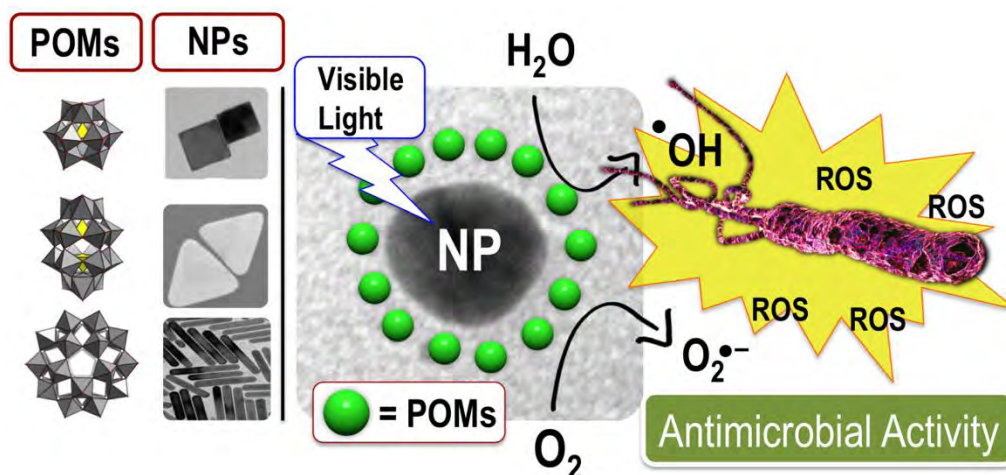 POMs
NPs
Visible
Light
H₂O
•OH
ROS
ROS
ROS
ROS
NP
O₂•−
= POMs
O₂
Antimicrobial Activity